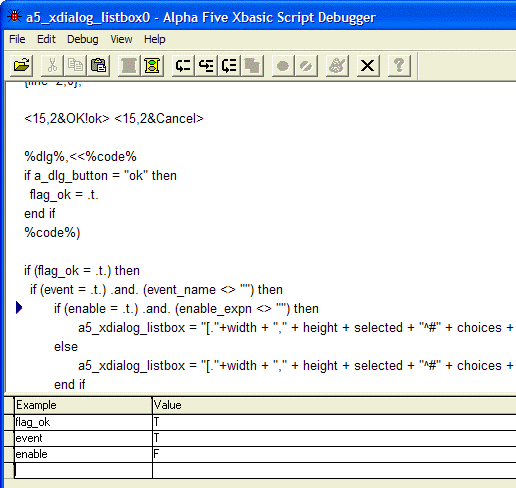 a5_xdialog_listbox0 - Alpha Five Xbasic Script Debugger
File Edit Debug View Help
<15,2&OK!ok> <15,2&Cancel>
%dlg%,<<%code%
if a_dlg_button = "ok" then
flag_ok = .t.
end if
%code%)
if (flag_ok = .t.) then
if (event = .t.) .and. (event_name <> "") then
if (enable = .t.) .and. (enable_expn <> "") then
a5_xdialog_listbox = "[."+width + "," + height + selected + "^#" + choices +
else
a5_xdialog_listbox = "[."+width + "," + height + selected + "^#" + choices +
end if
Example Value
flag_ok T
event T
enable F